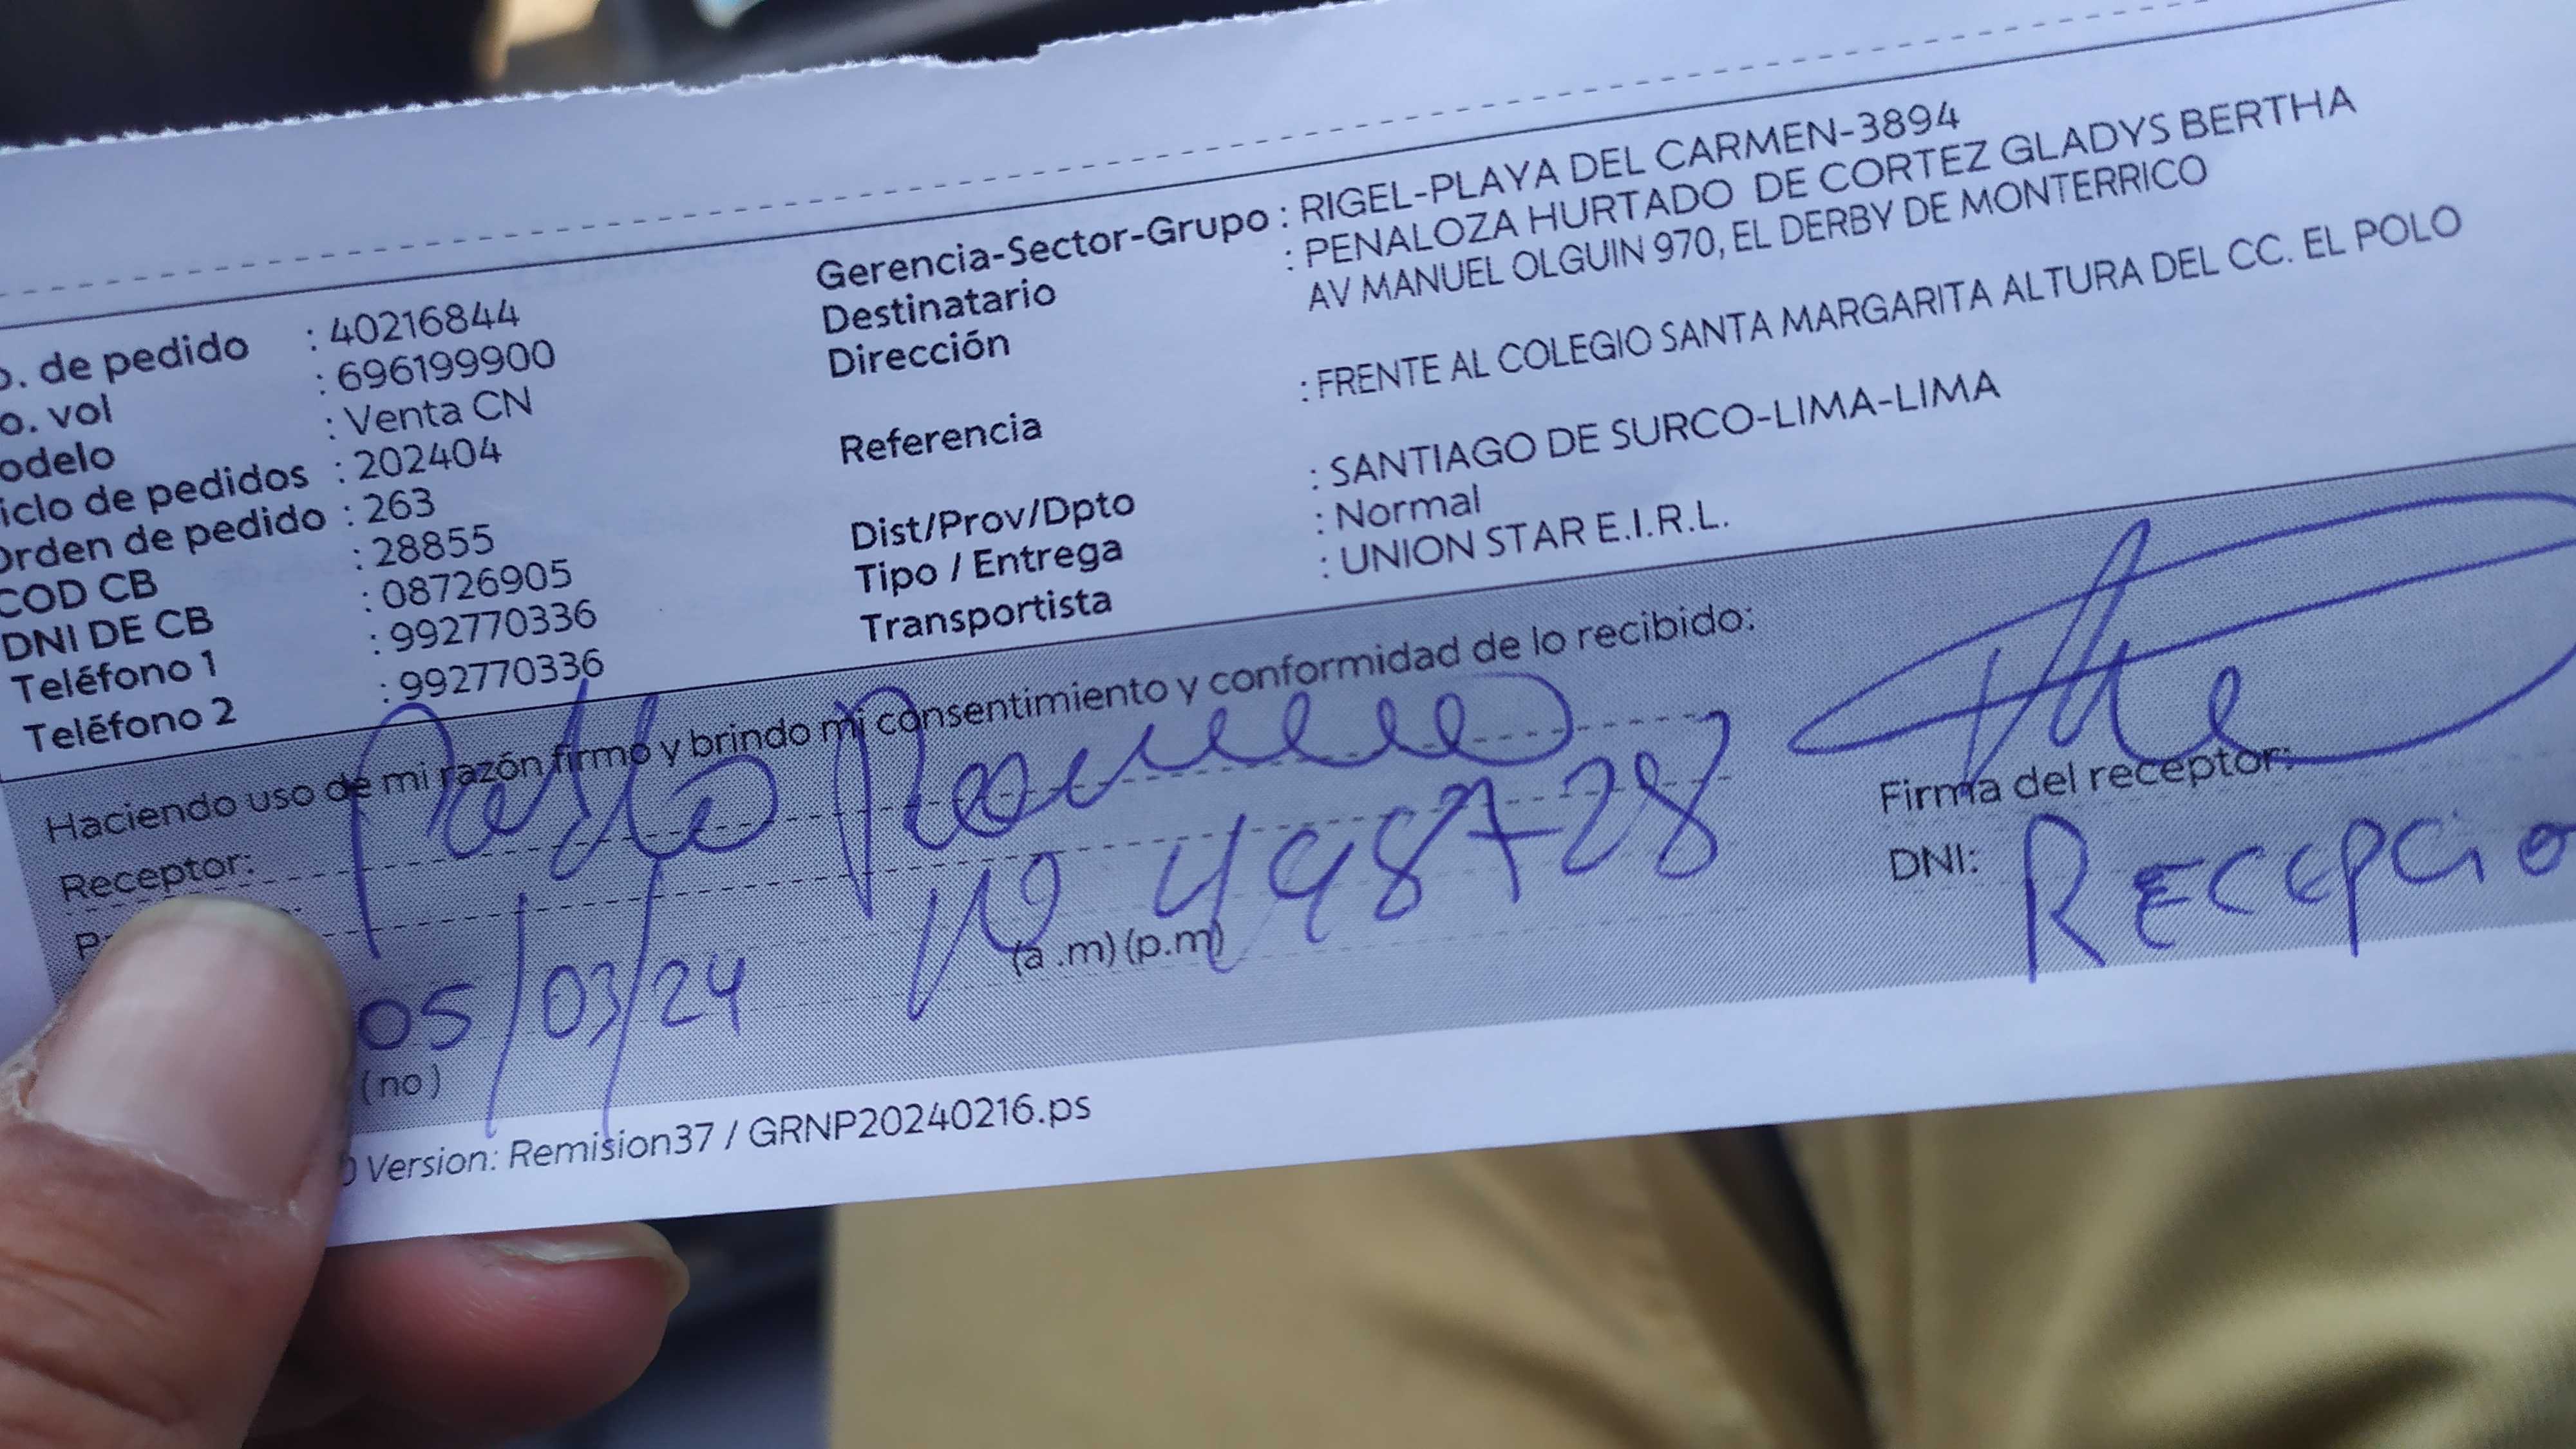 o. de pedido : 40216844
o. vol : 696199900
odelo : Venta CN
iclo de pedidos : 202404
Orden de pedido : 263
COD CB : 28855
DNI DE CB : 08726905
Teléfono 1 : 992770336
Teléfono 2 : 992770336
Gerencia-Sector-Grupo : RIGEL-PLAYA DEL CARMEN-3894
Destinatario : PENALOZA HURTADO DE CORTEZ GLADYS BERTHA
Dirección AV MANUEL OLGUIN 970, EL DERBY DE MONTERRICO
Referencia : FRENTE AL COLEGIO SANTA MARGARITA ALTURA DEL CC. EL POLO
Dist/Prov/Dpto : SANTIAGO DE SURCO-LIMA-LIMA
Tipo / Entrega : Normal
Transportista : UNION STAR E.I.R.L.
Haciendo uso de mi razón firmo y brindo mi consentimiento y conformidad de lo recibido:
Receptor: Pablo
Firma del receptor:
DNI: RECEPCIO
05/03/24 (a .m) (p.m)
(no)
Version: Remision37 / GRNP20240216.ps